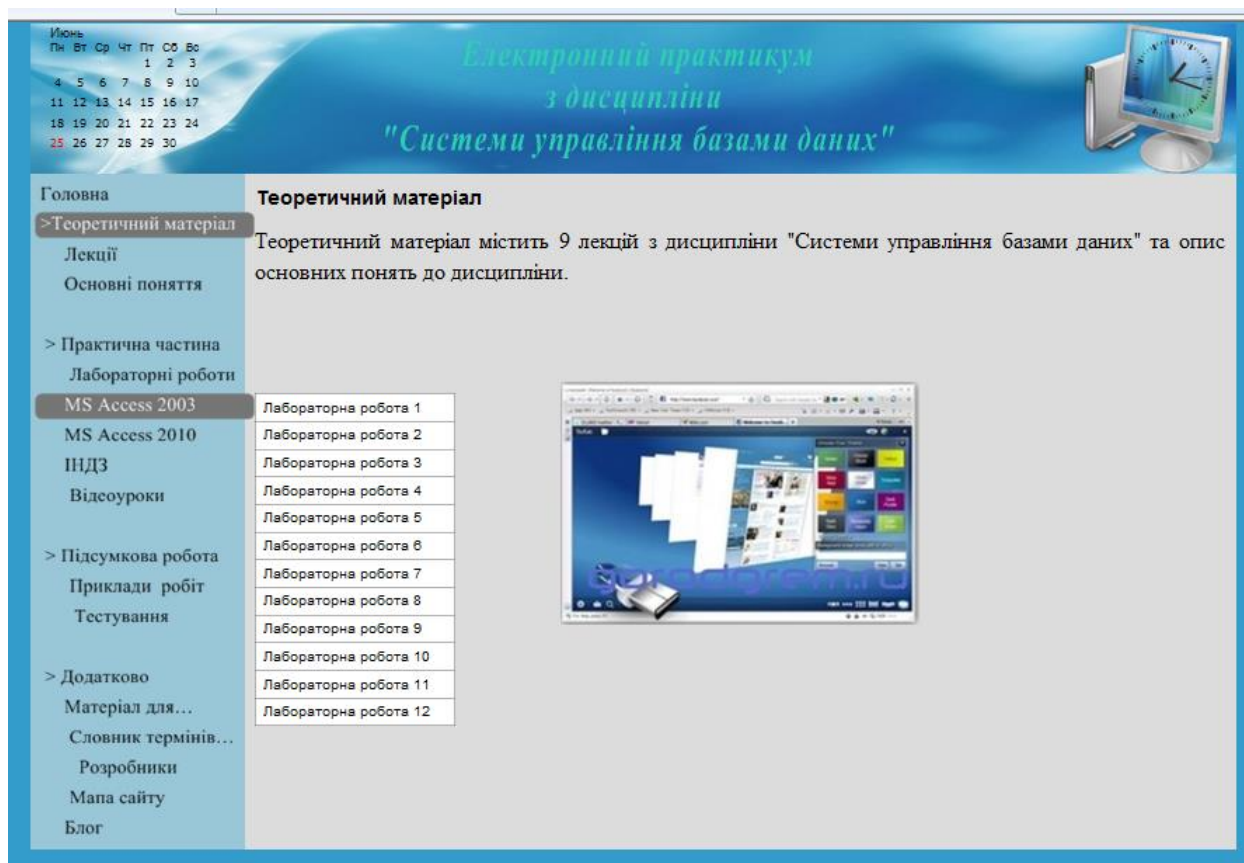 Июнь
Пн Вт Ср Чт Пт Сб Вс
1 2 3
4 5 6 7 8 9 10
11 12 13 14 15 16 17
18 19 20 21 22 23 24
25 26 27 28 29 30
Електронний практикум
з дисципліни
"Системи управління базами даних"
Головна
>Теоретичний матеріал
Лекції
Основні поняття
> Практична частина
Лабораторні роботи
MS Access 2003
MS Access 2010
ІНДЗ
Відеоуроки
> Підсумкова робота
Приклади робіт
Тестування
> Додатково
Матеріал для…
Словник термінів…
Розробники
Мапа сайту
Блог
Теоретичний матеріал
Теоретичний матеріал містить 9 лекцій з дисципліни "Системи управління базами даних" та опис
основних понять до дисципліни.
Лабораторна робота 1
Лабораторна робота 2
Лабораторна робота 3
Лабораторна робота 4
Лабораторна робота 5
Лабораторна робота 6
Лабораторна робота 7
Лабораторна робота 8
Лабораторна робота 9
Лабораторна робота 10
Лабораторна робота 11
Лабораторна робота 12
gorodgrem.ru